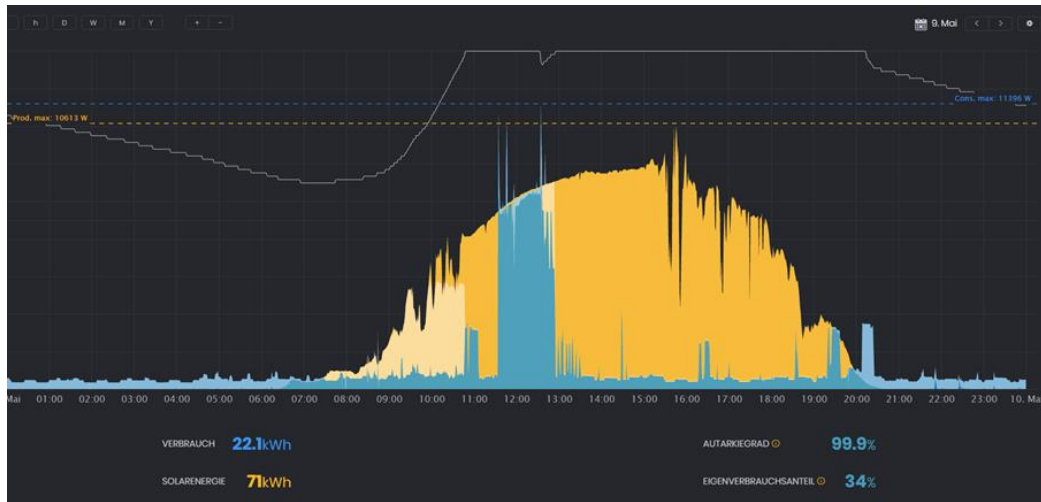 h D W M Y + -
9. Mai < >
Cons. max: 11396 W
Prod. max: 10613 W
Mai 01:00 02:00 03:00 04:00 05:00 06:00 07:00 08:00 09:00 10:00 11:00 12:00 13:00 14:00 15:00 16:00 17:00 18:00 19:00 20:00 21:00 22:00 23:00 10. Ma
VERBRAUCH 22.1kWh AUTARKIEGRAD 99.9%
SOLARENERGIE 71kWh EIGENVERBRAUCHSANTEIL 34%